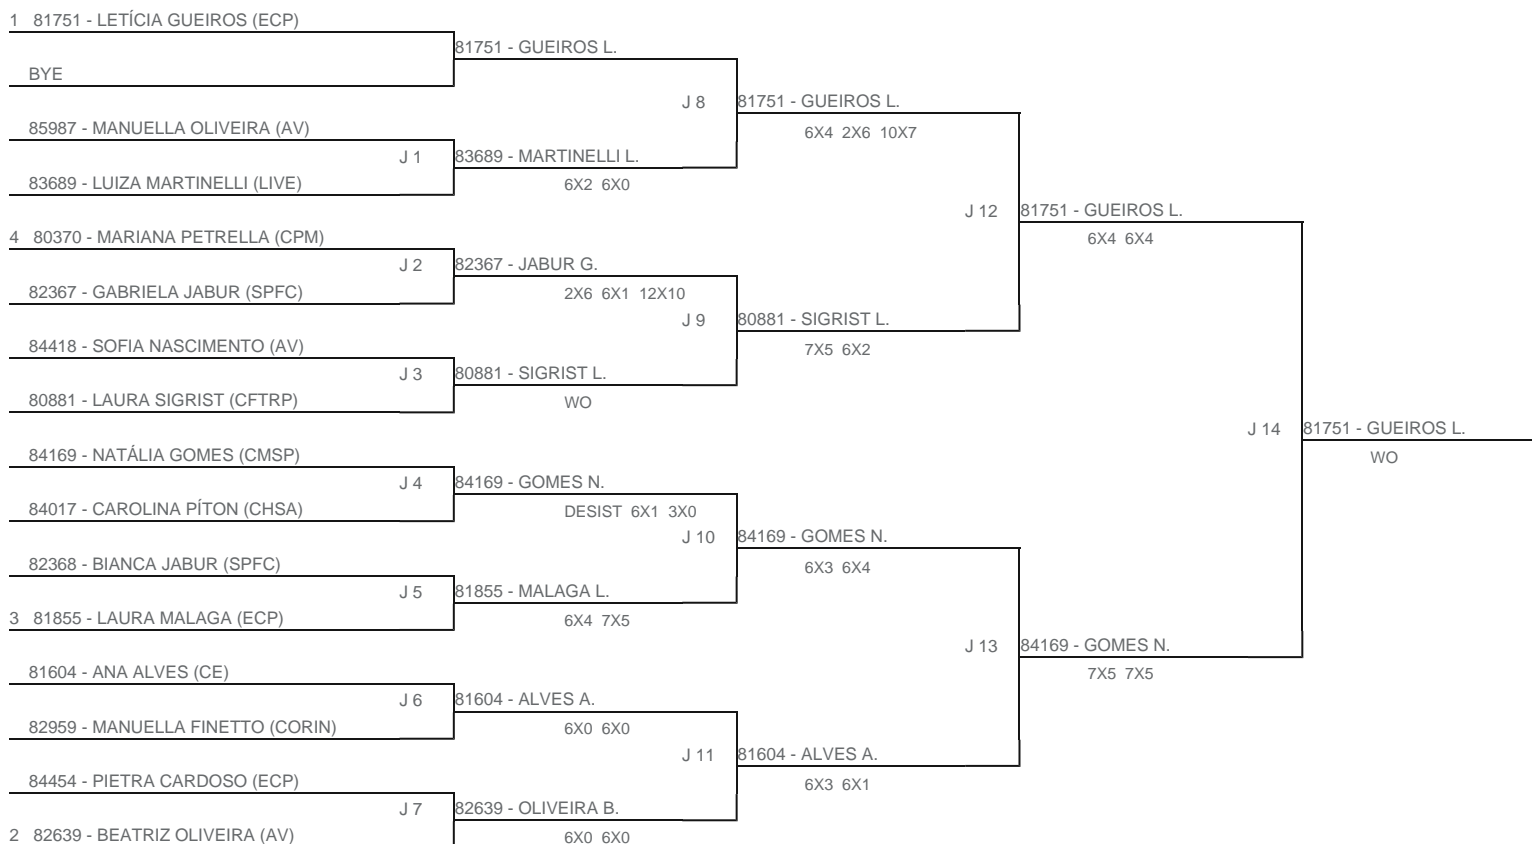 1 81751 - LETÍCIA GUEIROS (ECP)
81751 - GUEIROS L.
BYE
J 8
81751 - GUEIROS L.
85987 - MANUELLA OLIVEIRA (AV)
6X4 2X6 10X7
J 1
83689 - MARTINELLI L.
83689 - LUIZA MARTINELLI (LIVE)
6X2 6X0
J 12
81751 - GUEIROS L.
4 80370 - MARIANA PETRELLA (CPM)
6X4 6X4
J 2
82367 - JABUR G.
82367 - GABRIELA JABUR (SPFC)
2X6 6X1 12X10
J 9
80881 - SIGRIST L.
84418 - SOFIA NASCIMENTO (AV)
7X5 6X2
J 3
80881 - SIGRIST L.
80881 - LAURA SIGRIST (CFTRP)
WO
J 14
81751 - GUEIROS L.
84169 - NATÁLIA GOMES (CMSP)
WO
J 4
84169 - GOMES N.
84017 - CAROLINA PÍTON (CHSA)
DESIST 6X1 3X0
J 10
84169 - GOMES N.
82368 - BIANCA JABUR (SPFC)
6X3 6X4
J 5
81855 - MALAGA L.
3 81855 - LAURA MALAGA (ECP)
6X4 7X5
J 13
84169 - GOMES N.
81604 - ANA ALVES (CE)
7X5 7X5
J 6
81604 - ALVES A.
82959 - MANUELLA FINETTO (CORIN)
6X0 6X0
J 11
81604 - ALVES A.
84454 - PIETRA CARDOSO (ECP)
6X3 6X1
J 7
82639 - OLIVEIRA B.
2 82639 - BEATRIZ OLIVEIRA (AV)
6X0 6X0